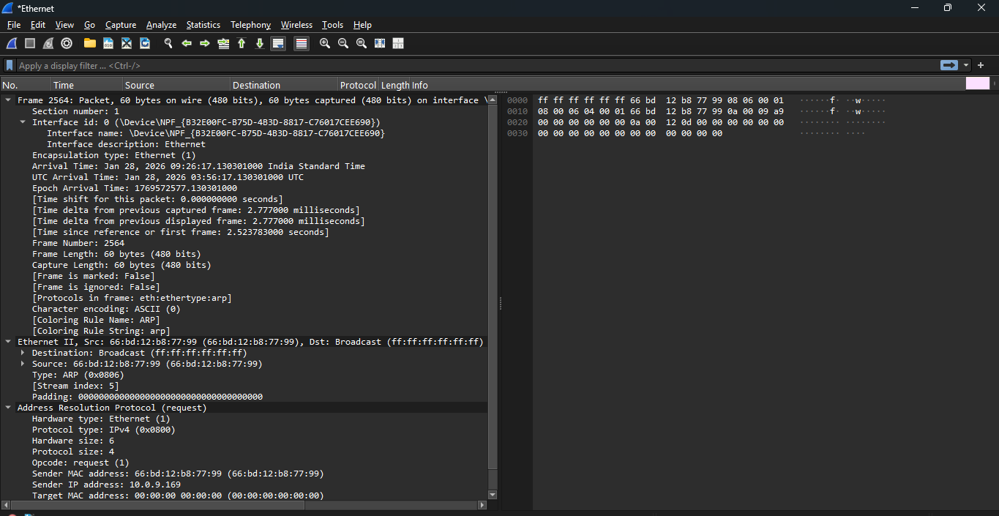 *Ethernet
File Edit View Go Capture Analyze Statistics Telephony Wireless Tools Help
Apply a display filter ... <Ctrl-/>
No. Time Source Destination Protocol Length Info
Frame 2564: Packet, 60 bytes on wire (480 bits), 60 bytes captured (480 bits) on interface \
Section number: 1
Interface id: 0 (\Device\NPF_{B32E00FC-B75D-4B3D-8817-C76017CEE690})
Interface name: \Device\NPF_{B32E00FC-B75D-4B3D-8817-C76017CEE690}
Interface description: Ethernet
Encapsulation type: Ethernet (1)
Arrival Time: Jan 28, 2026 09:26:17.130301000 India Standard Time
UTC Arrival Time: Jan 28, 2026 03:56:17.130301000 UTC
Epoch Arrival Time: 1769572577.130301000
[Time shift for this packet: 0.000000000 seconds]
[Time delta from previous captured frame: 2.777000 milliseconds]
[Time delta from previous displayed frame: 2.777000 milliseconds]
[Time since reference or first frame: 2.523783000 seconds]
Frame Number: 2564
Frame Length: 60 bytes (480 bits)
Capture Length: 60 bytes (480 bits)
[Frame is marked: False]
[Frame is ignored: False]
[Protocols in frame: eth:ethertype:arp]
Character encoding: ASCII (0)
[Coloring Rule Name: ARP]
[Coloring Rule String: arp]
Ethernet II, Src: 66:bd:12:b8:77:99 (66:bd:12:b8:77:99), Dst: Broadcast (ff:ff:ff:ff:ff:ff)
Destination: Broadcast (ff:ff:ff:ff:ff:ff)
Source: 66:bd:12:b8:77:99 (66:bd:12:b8:77:99)
Type: ARP (0x0806)
[Stream index: 5]
Padding: 000000000000000000000000000000000000
Address Resolution Protocol (request)
Hardware type: Ethernet (1)
Protocol type: IPv4 (0x0800)
Hardware size: 6
Protocol size: 4
Opcode: request (1)
Sender MAC address: 66:bd:12:b8:77:99 (66:bd:12:b8:77:99)
Sender IP address: 10.0.9.169
Target MAC address: 00:00:00 00:00:00 (00:00:00:00:00:00)
0000 ff ff ff ff ff ff 66 bd 12 b8 77 99 08 06 00 01 ······f· ··w·····
0010 08 00 06 04 00 01 66 bd 12 b8 77 99 0a 00 09 a9 ······f· ··w·····
0020 00 00 00 00 00 00 0a 00 12 0d 00 00 00 00 00 00 ········ ········
0030 00 00 00 00 00 00 00 00 00 00 00 00 ········ ····